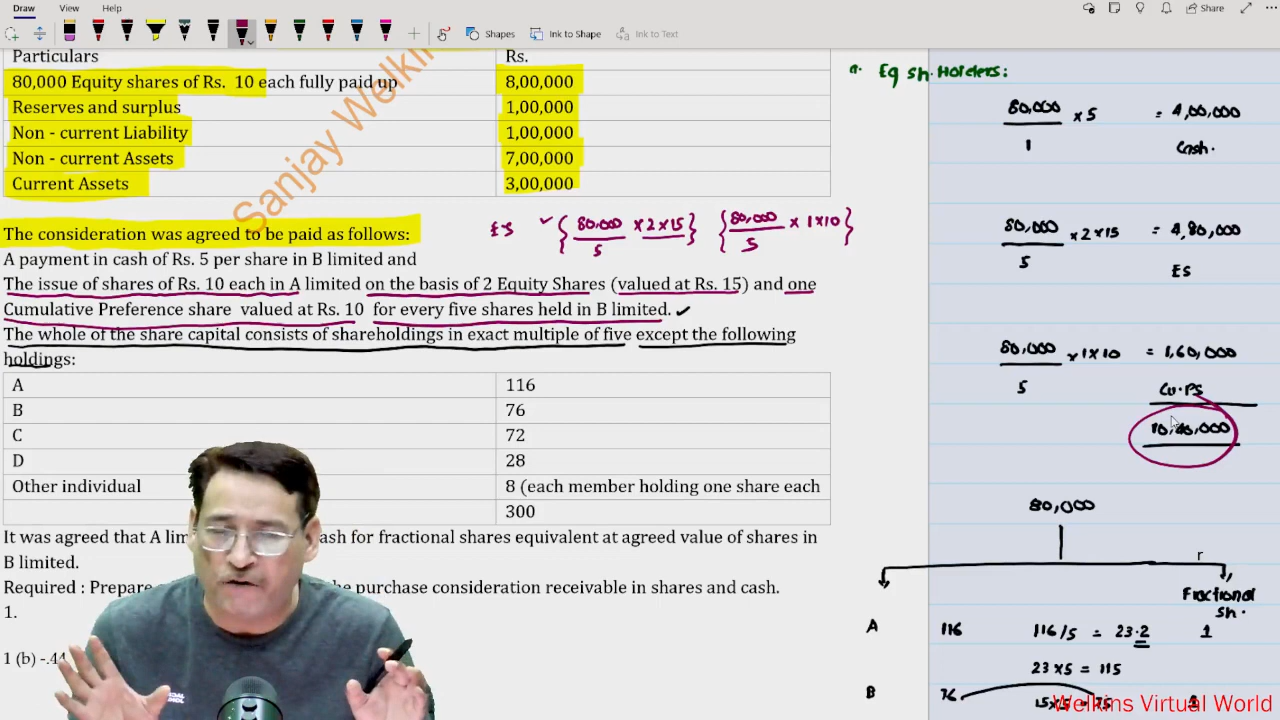 Draw View Help
Share
Shapes Ink to Shape Ink to Text
Particulars Rs.
80,000 Equity shares of Rs. 10 each fully paid up 8,00,000
Reserves and surplus 1,00,000
Non - current Liability 1,00,000
Non - current Assets 7,00,000
Current Assets 3,00,000
Sanjay Welkin
The consideration was agreed to be paid as follows:
ES {80,000/5 × 2 × 15} {80,000/5 × 1 × 10}
A payment in cash of Rs. 5 per share in B limited and
The issue of shares of Rs. 10 each in A limited on the basis of 2 Equity Shares (valued at Rs. 15) and one
Cumulative Preference share valued at Rs. 10 for every five shares held in B limited.
The whole of the share capital consists of shareholdings in exact multiple of five except the following
holdings:
A 116
B 76
C 72
D 28
Other individual 8 (each member holding one share each
300
It was agreed that A lim ash for fractional shares equivalent at agreed value of shares in
B limited.
Required : Prepare the purchase consideration receivable in shares and cash.
1.
1 (b) -.44
Eq sh. Holders:
80,000/1 × 5 = 4,00,000
Cash.
80,000/5 × 2 × 15 = 4,80,000
ES
80,000/5 × 1 × 10 = 1,60,000
Cu. PS
10,40,000
80,000
r
Fractional
Sh.
A 116 116/5 = 23.2 1
23 × 5 = 115
B 76 15×5 = 75
Welkins Virtual World